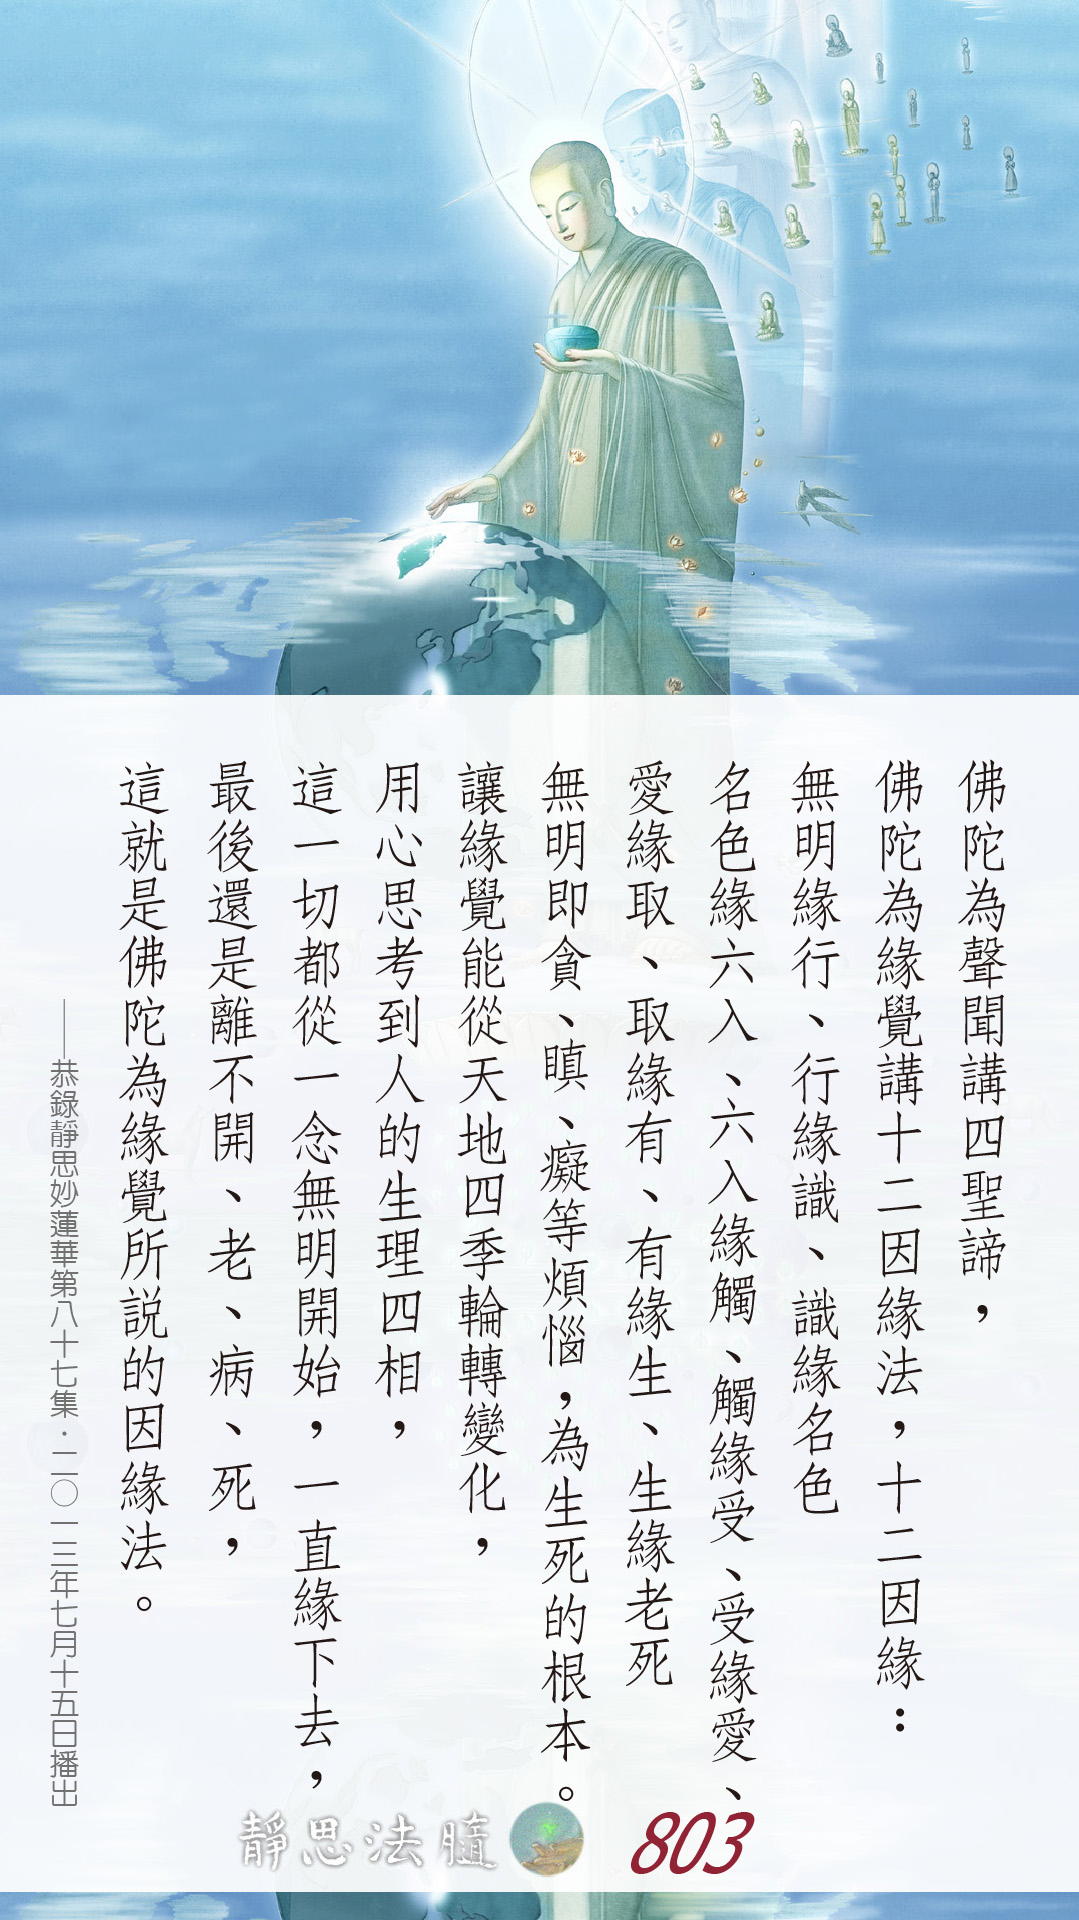 佛陀為聲聞講四聖諦，
佛陀為緣覺講十二因緣法，十二因緣：
無明緣行、行緣識、識緣名色
名色緣六入、六入緣觸、觸緣受、受緣愛、
愛緣取、取緣有、有緣生、生緣老死
無明即貪、瞋、癡等煩惱，為生死的根本。
讓緣覺能從天地四季輪轉變化，
用心思考到人的生理四相，
這一切都從一念無明開始，一直緣下去，
最後還是離不開、老、病、死，
這就是佛陀為緣覺所説的因緣法。
——恭錄靜思妙蓮華第八十七集·二〇一三年七月十五日播出
靜思法髓
803